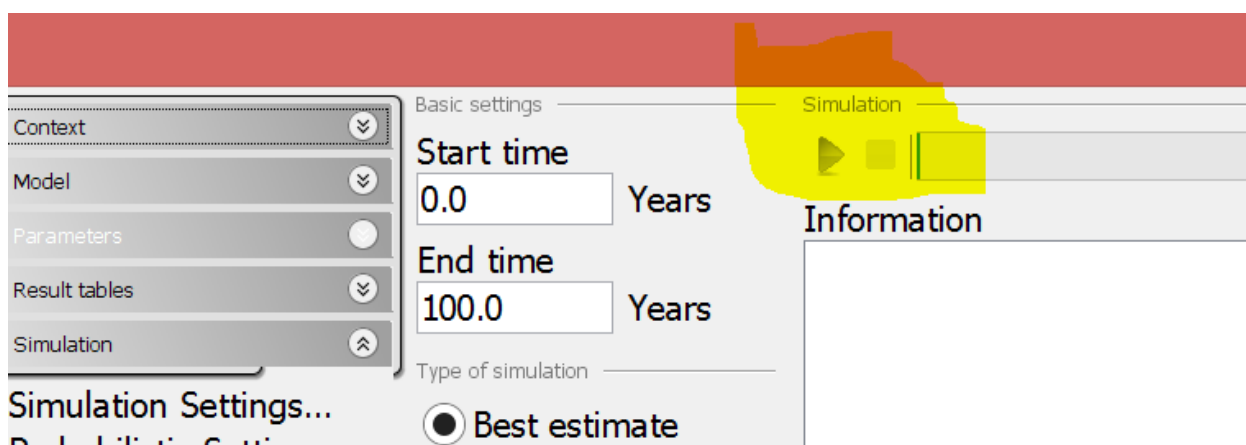 Context
Model
Parameters
Result tables
Simulation
Simulation Settings...
Basic settings
Start time
0.0 Years
End time
100.0 Years
Type of simulation
Best estimate
Simulation
Information